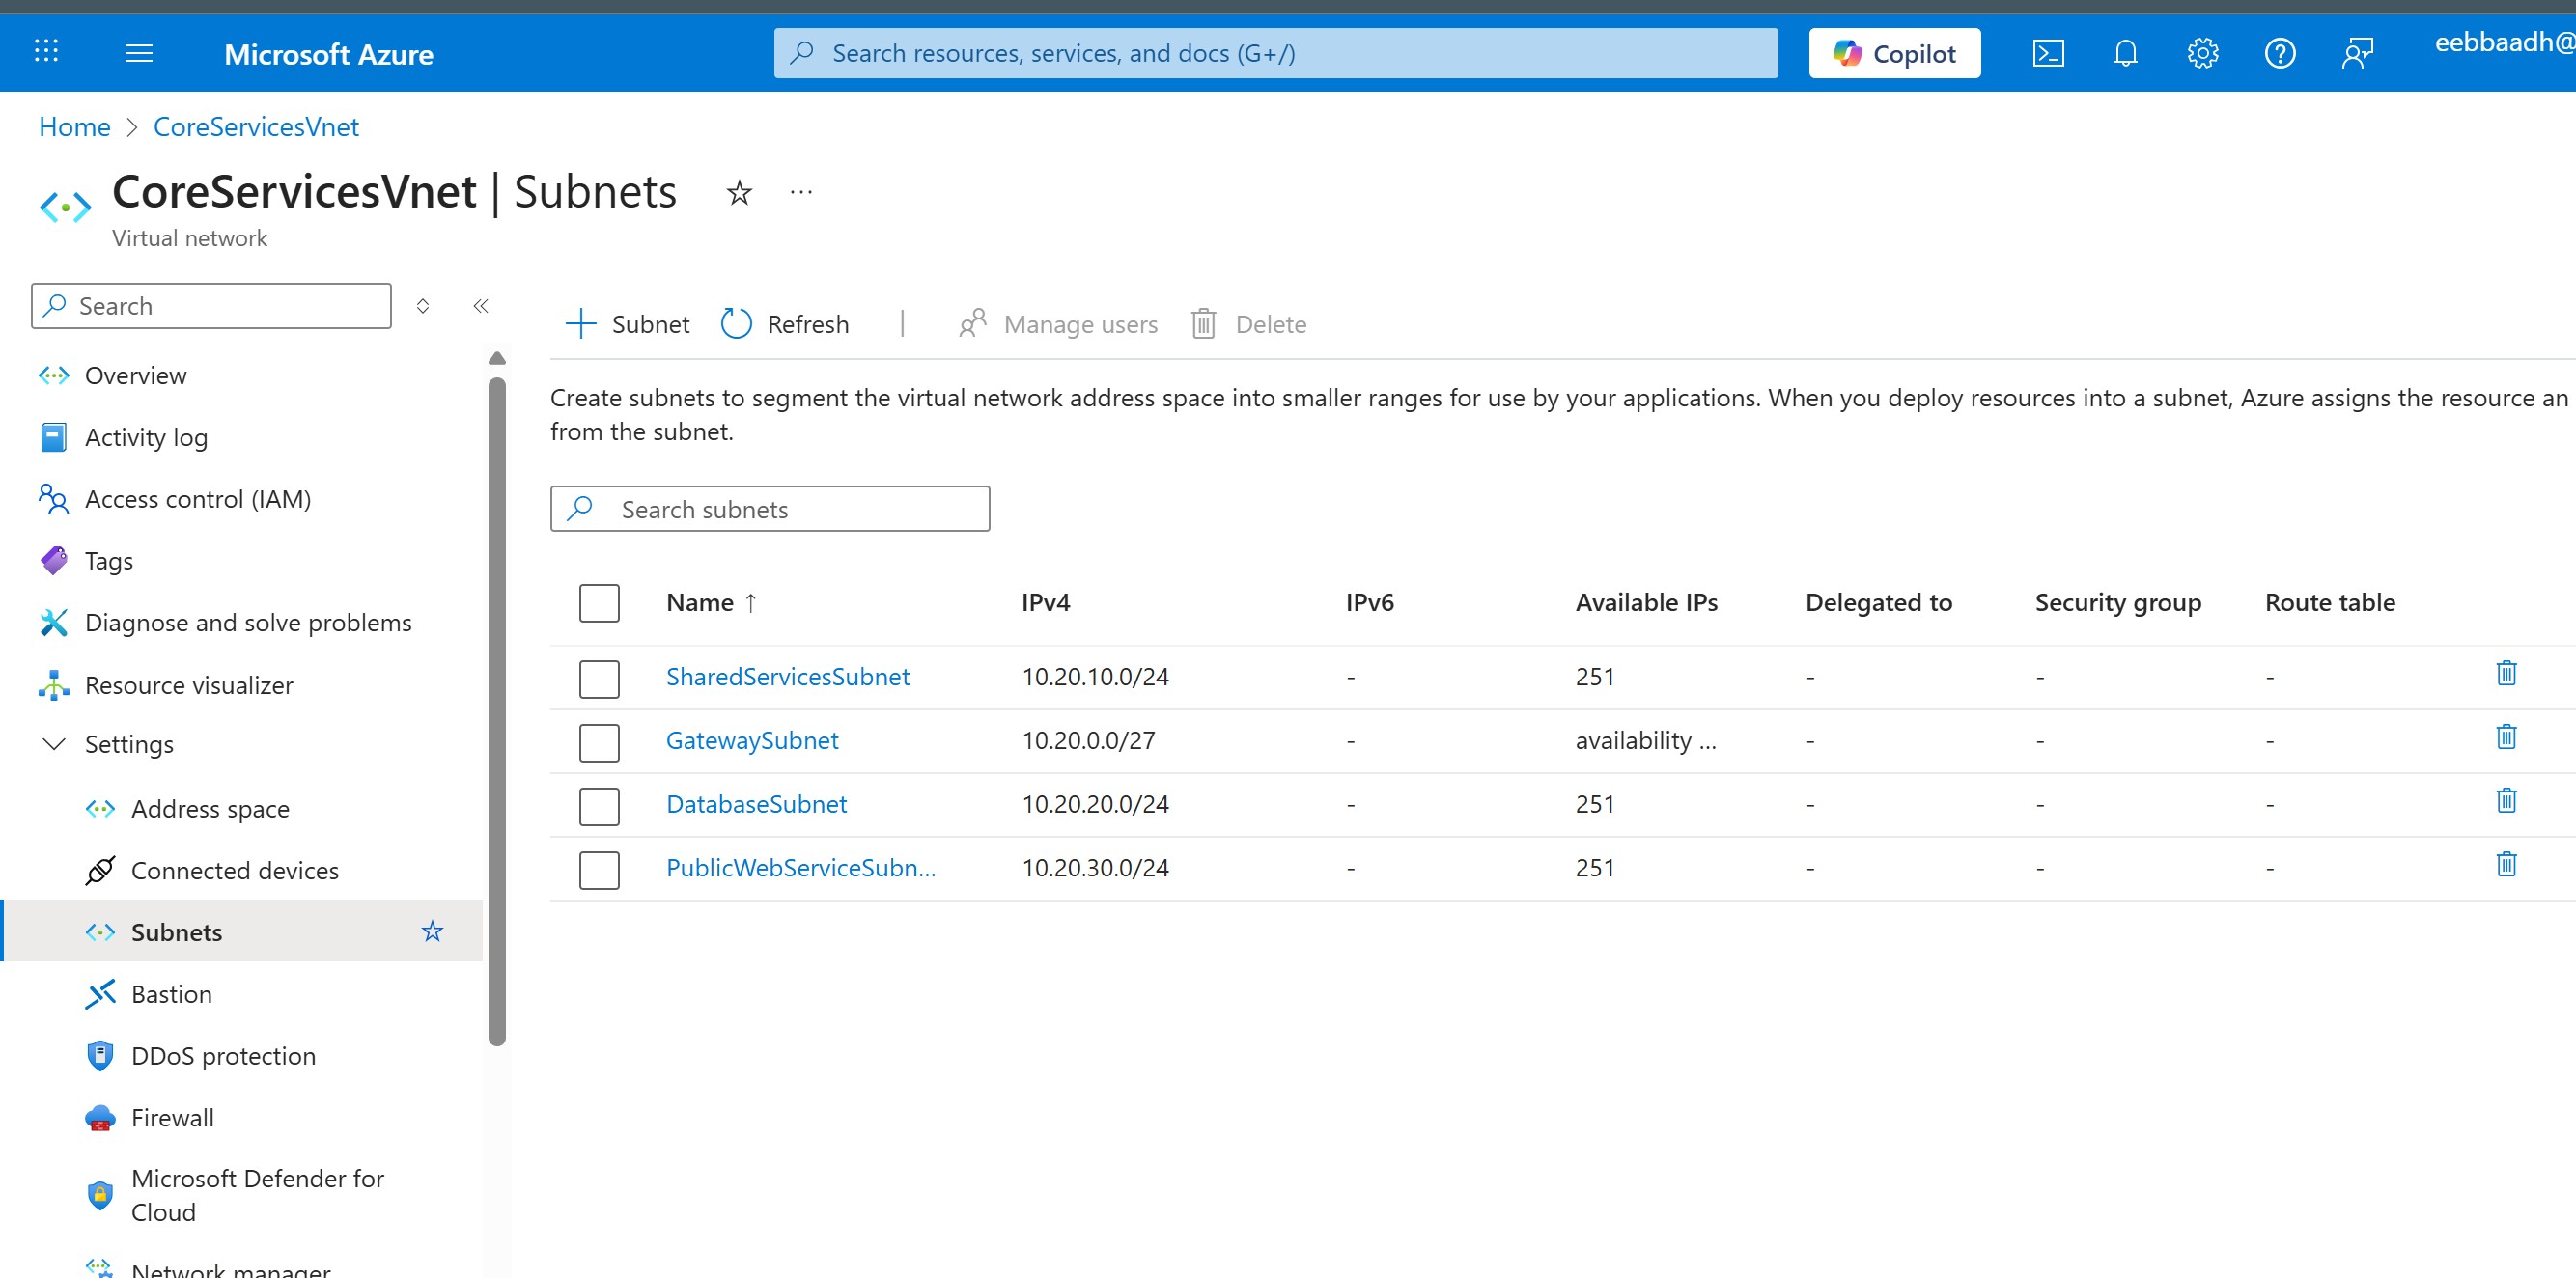 Microsoft Azure
Search resources, services, and docs (G+/)
Copilot
eebbaadh@
Home > CoreServicesVnet
CoreServicesVnet | Subnets
Virtual network
Search
Overview
Activity log
Access control (IAM)
Tags
Diagnose and solve problems
Resource visualizer
Settings
Address space
Connected devices
Subnets
Bastion
DDoS protection
Firewall
Microsoft Defender for
Cloud
Network manager
Subnet Refresh | Manage users Delete
Create subnets to segment the virtual network address space into smaller ranges for use by your applications. When you deploy resources into a subnet, Azure assigns the resource an
from the subnet.
Search subnets
Name ↑ IPv4 IPv6 Available IPs Delegated to Security group Route table
SharedServicesSubnet 10.20.10.0/24 - 251 - - -
GatewaySubnet 10.20.0.0/27 - availability ... - - -
DatabaseSubnet 10.20.20.0/24 - 251 - - -
PublicWebServiceSubn... 10.20.30.0/24 - 251 - - -